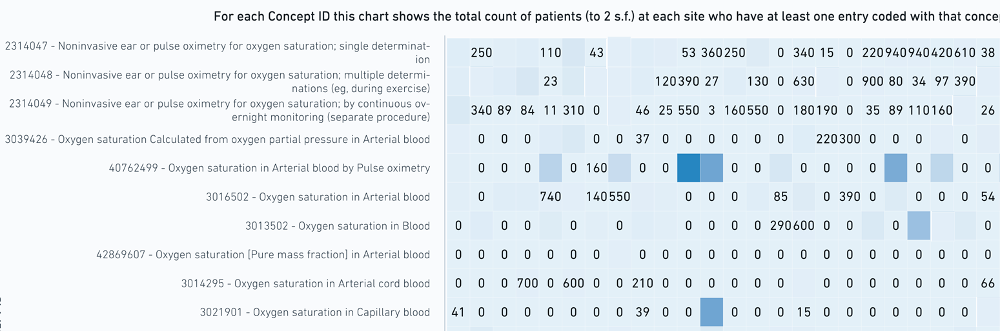 For each Concept ID this chart shows the total count of patients (to 2 s.f.) at each site who have at least one entry coded with that
2314047 - Noninvasive ear or pulse oximetry for oxygen saturation; single determinat-
ion
250 110 43 53 360 250 0 340 15 0 220 940 940 420 610 38
2314048 - Noninvasive ear or pulse oximetry for oxygen saturation; multiple determi-
nations (eg, during exercise)
23 120 390 27 130 0 630 0 900 80 34 97 390
2314049 - Noninvasive ear or pulse oximetry for oxygen saturation; by continuous ov-
ernight monitoring (separate procedure)
340 89 84 11 310 0 46 25 550 3 160 550 0 180 190 0 35 89 110 160 26
3039426 - Oxygen saturation Calculated from oxygen partial pressure in Arterial blood
0 0 0 0 0 37 0 0 0 0 0 0 220 300 0 0 0 0
40762499 - Oxygen saturation in Arterial blood by Pulse oximetry
0 0 0 0 160 0 0 0 0 0 0 0 0 0 0 0
3016502 - Oxygen saturation in Arterial blood
0 740 140 550 0 0 0 85 0 390 0 0 0 54
3013502 - Oxygen saturation in Blood
0 0 0 0 0 0 0 0 0 290 600 0 0 0 0
42869607 - Oxygen saturation [Pure mass fraction] in Arterial blood
0 0 0 0 0 0 0 0 0 0 0 0 0 0 0 0 0 0 0 0 0 0 0
3014295 - Oxygen saturation in Arterial cord blood
0 0 0 700 0 600 0 0 210 0 0 0 0 0 0 0 0 0 0 0 0 0 66
3021901 - Oxygen saturation in Capillary blood
41 0 0 0 0 0 0 0 39 0 0 0 0 0 15 0 0 0 0 0 0 0